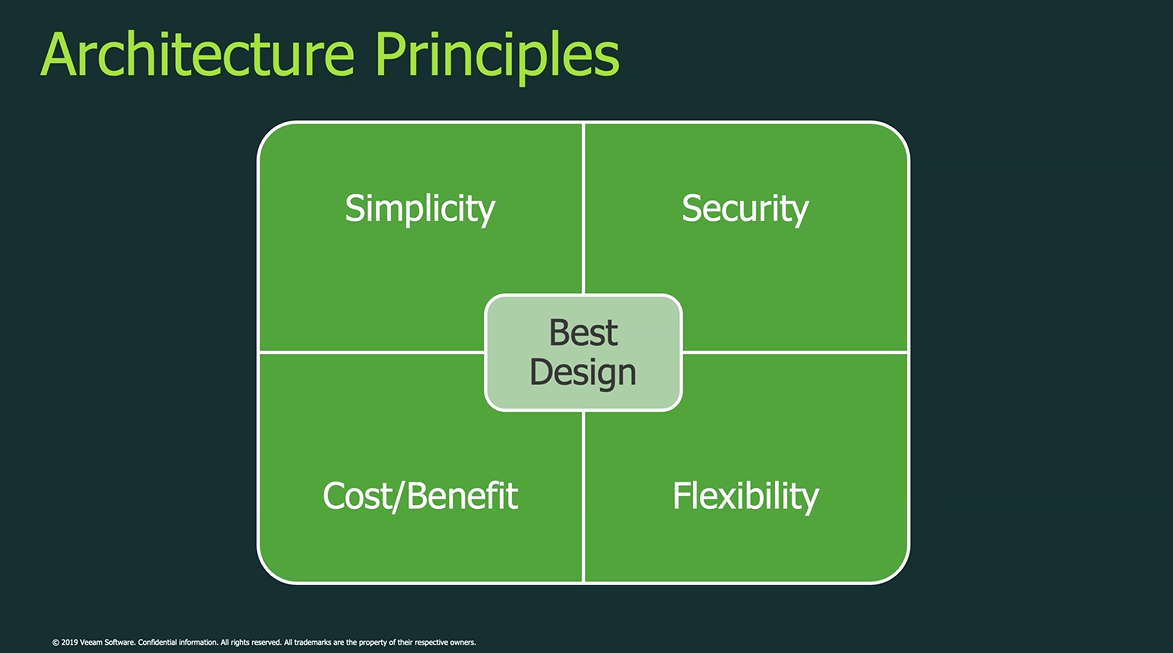 Architecture Principles
Simplicity
Security
Best
Design
Cost/Benefit
Flexibility
© 2019 Veeam Software. Confidential information. All rights reserved. All trademarks are the property of their respective owners.